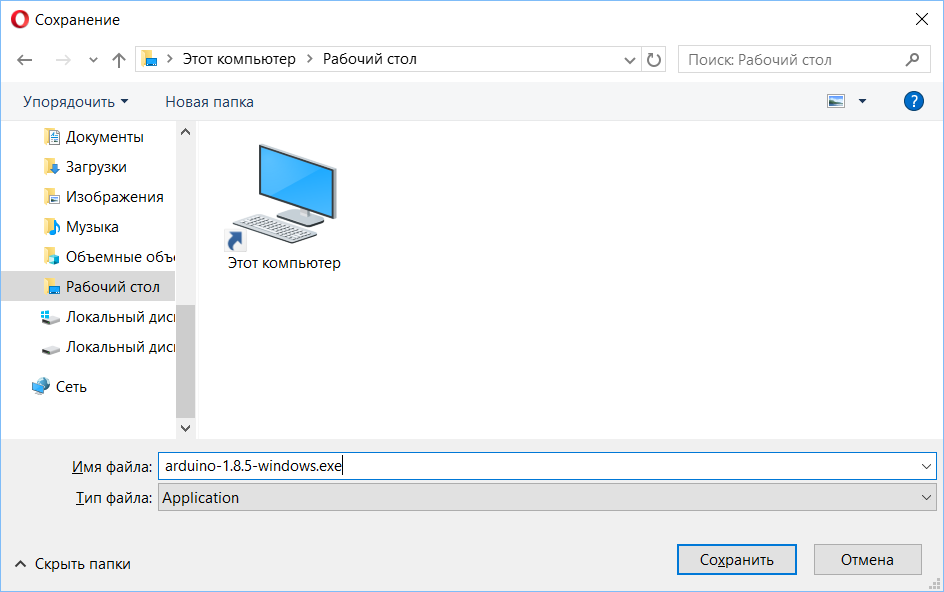 Сохранение
Этот компьютер Рабочий стол
Поиск: Рабочий стол
Упорядочить Новая папка
?
Документы
Загрузки
Изображения
Музыка
Объемные объ
Рабочий стол
Локальный дис
Локальный дис
Сеть
Этот компьютер
Имя файла: arduino-1.8.5-windows.exe
Тип файла: Application
Скрыть папки
Сохранить Отмена